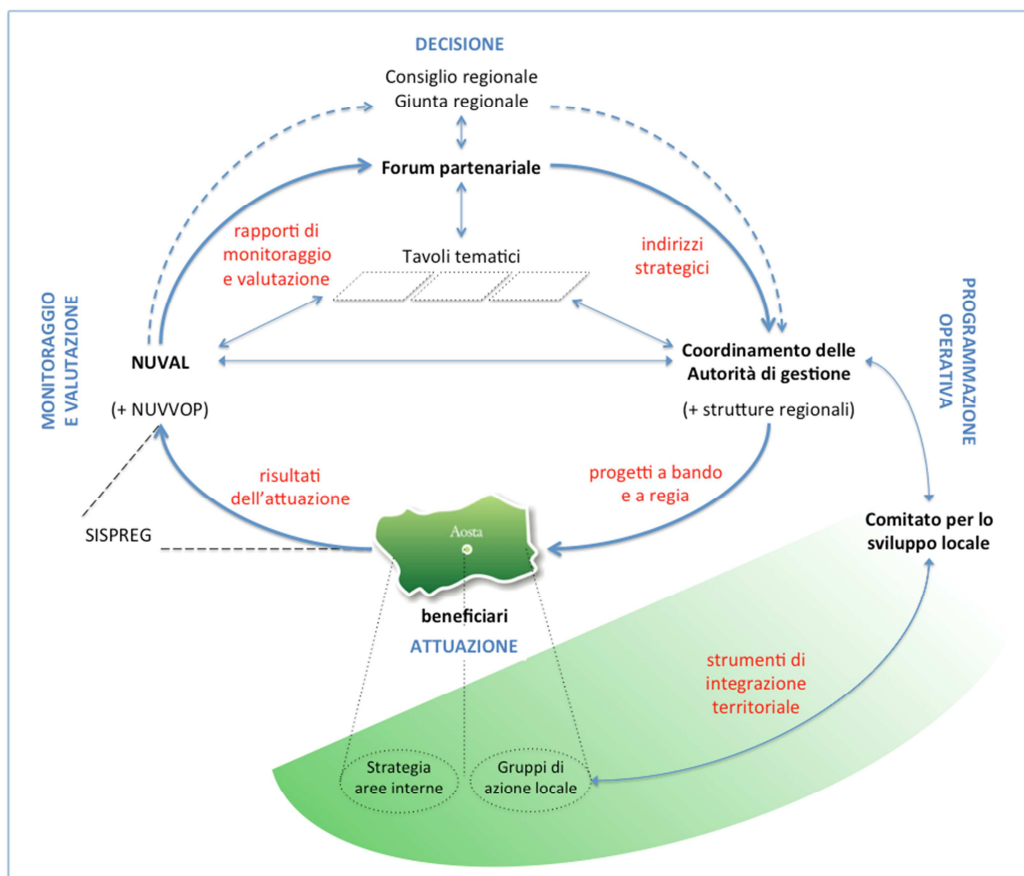 DECISIONE
Consiglio regionale
Giunta regionale
Forum partenariale
rapporti di
monitoraggio
e valutazione
Tavoli tematici
indirizzi
strategici
MONITORAGGIO
E VALUTAZIONE
PROGRAMMAZIONE
OPERATIVA
NUVAL
(+ NUVVOP)
Coordinamento delle
Autorità di gestione
(+ strutture regionali)
risultati
dell'attuazione
progetti a bando
e a regia
SISPREG
Aosta
Comitato per lo
sviluppo locale
beneficiari
ATTUAZIONE
strumenti di
integrazione
territoriale
Strategia
aree interne
Gruppi di
azione locale